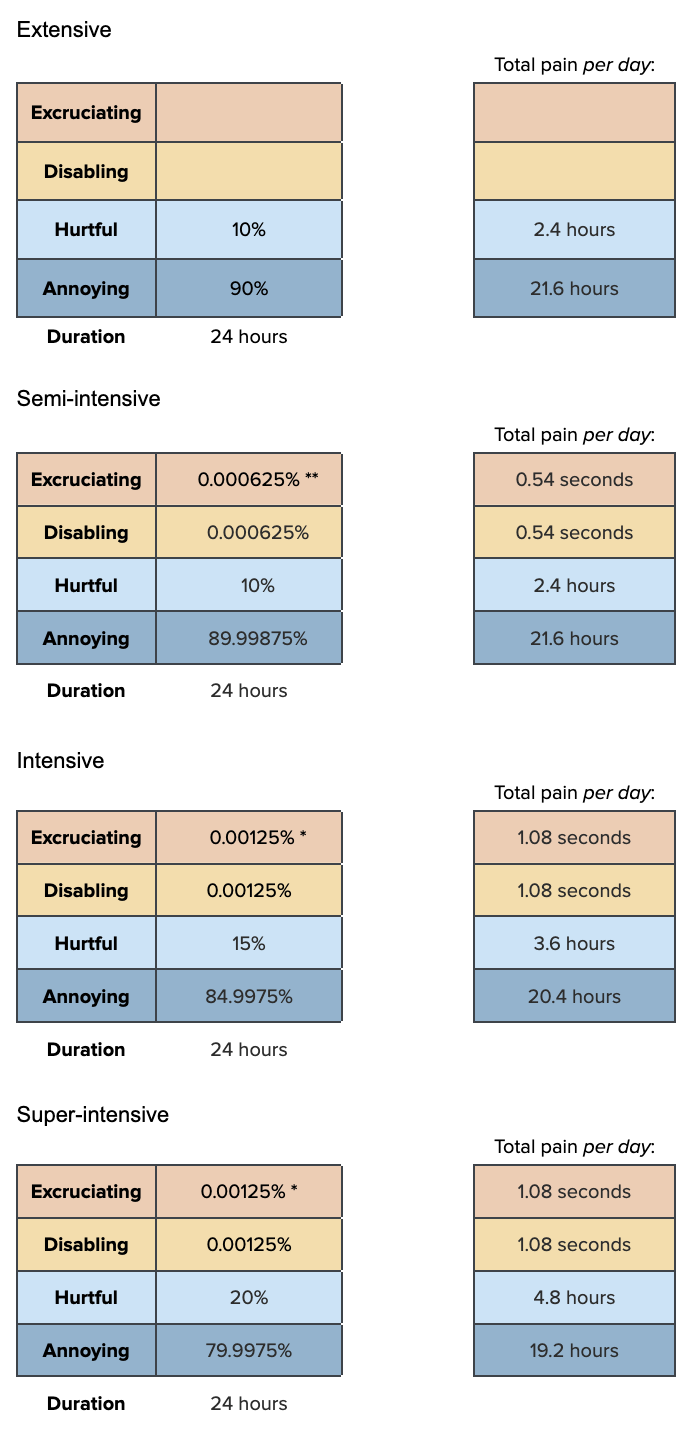 Extensive
Total pain per day:
Excruciating
Disabling
Hurtful 10% 2.4 hours
Annoying 90% 21.6 hours
Duration 24 hours
Semi-intensive
Total pain per day:
Excruciating 0.000625% ** 0.54 seconds
Disabling 0.000625% 0.54 seconds
Hurtful 10% 2.4 hours
Annoying 89.99875% 21.6 hours
Duration 24 hours
Intensive
Total pain per day:
Excruciating 0.00125% * 1.08 seconds
Disabling 0.00125% 1.08 seconds
Hurtful 15% 3.6 hours
Annoying 84.9975% 20.4 hours
Duration 24 hours
Super-intensive
Total pain per day:
Excruciating 0.00125% * 1.08 seconds
Disabling 0.00125% 1.08 seconds
Hurtful 20% 4.8 hours
Annoying 79.9975% 19.2 hours
Duration 24 hours